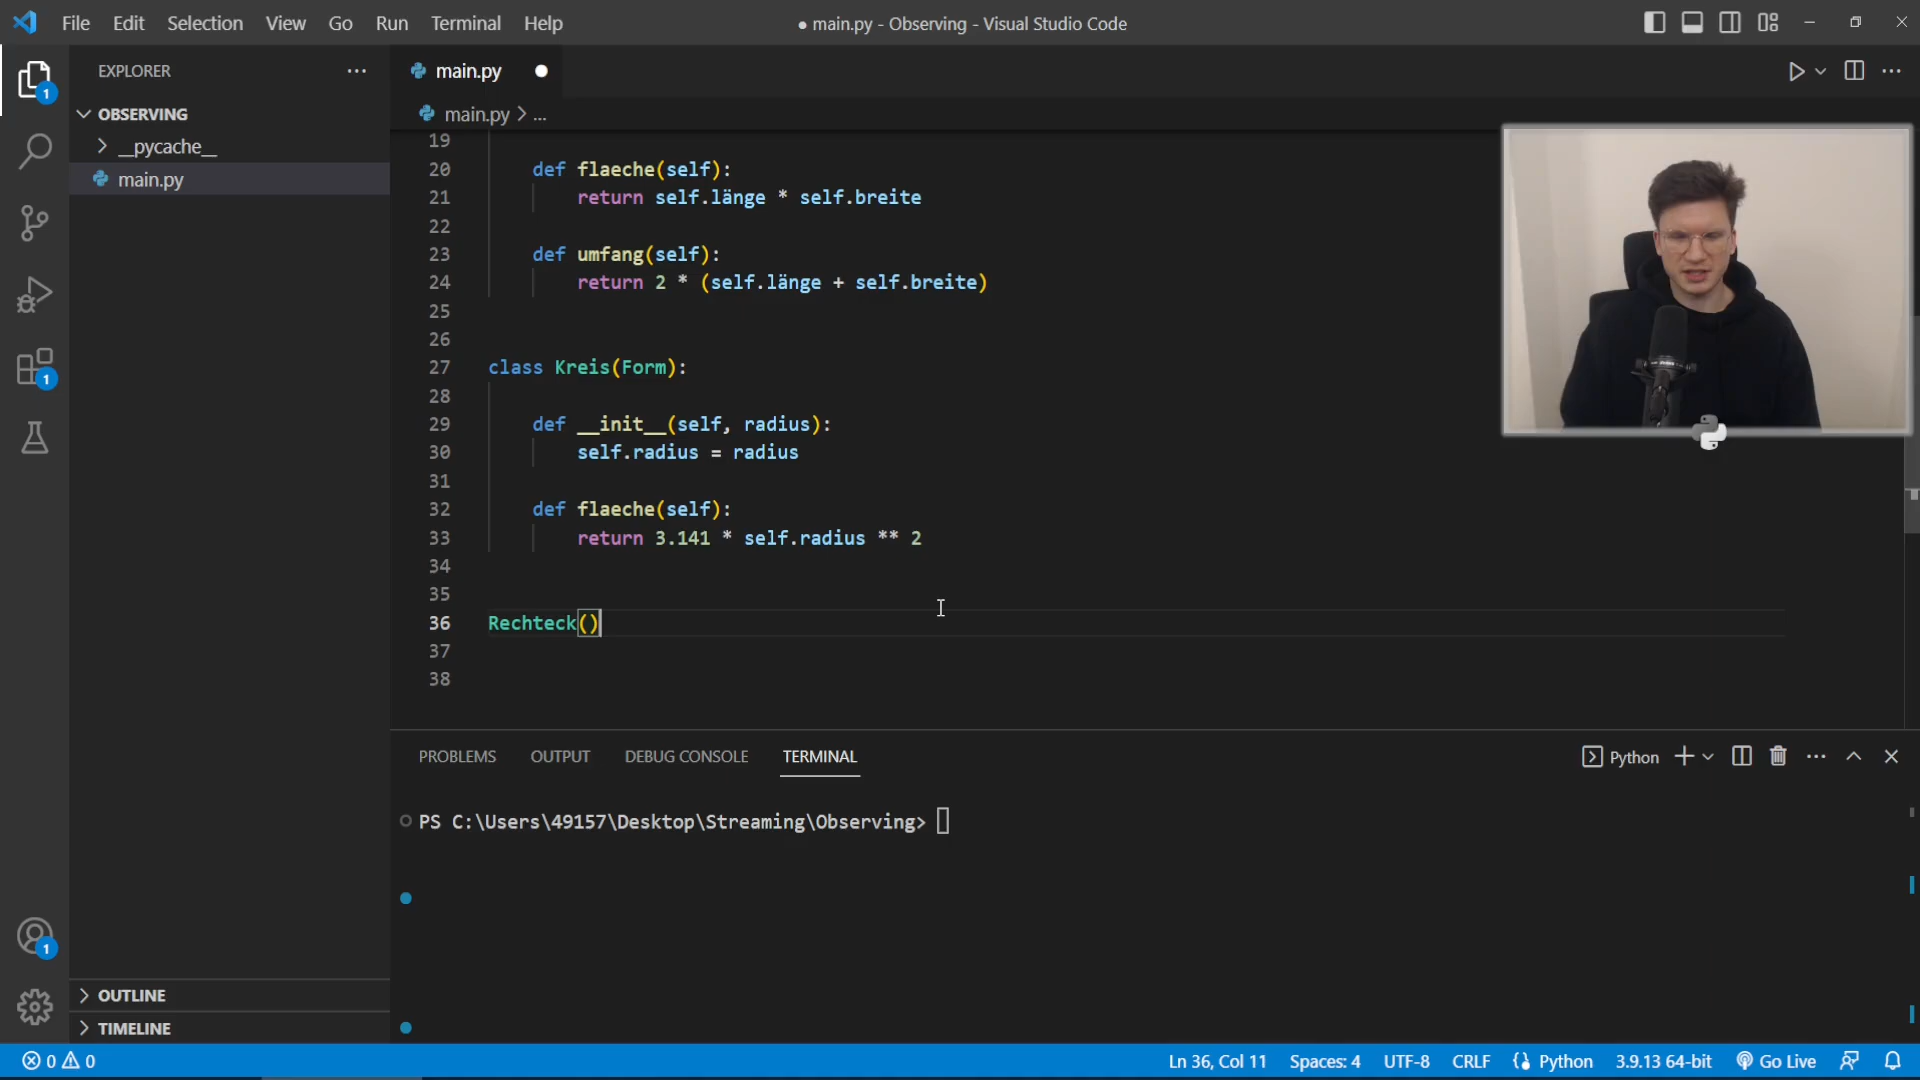 File Edit Selection View Go Run Terminal Help
● main.py - Observing - Visual Studio Code
EXPLORER
OBSERVING
__pycache__
main.py
main.py
main.py > ...
19
20 def flaeche(self):
21 return self.länge * self.breite
22
23 def umfang(self):
24 return 2 * (self.länge + self.breite)
25
26
27 class Kreis(Form):
28
29 def __init__(self, radius):
30 self.radius = radius
31
32 def flaeche(self):
33 return 3.141 * self.radius ** 2
34
35
36 Rechteck()
37
38
PROBLEMS OUTPUT DEBUG CONSOLE TERMINAL
Python
PS C:\Users\49157\Desktop\Streaming\Observing>
1
1
1
OUTLINE
TIMELINE
0 0
Ln 36, Col 11 Spaces: 4 UTF-8 CRLF Python 3.9.13 64-bit Go Live